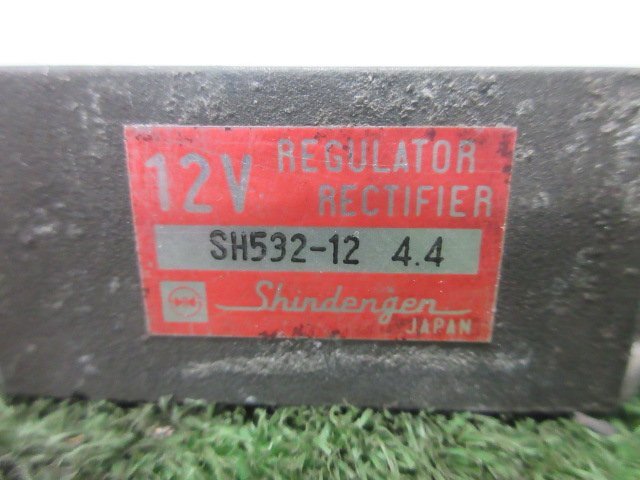 12V REGULATOR
RECTIFIER
SH532-12 4.4
Shindengen
JAPAN